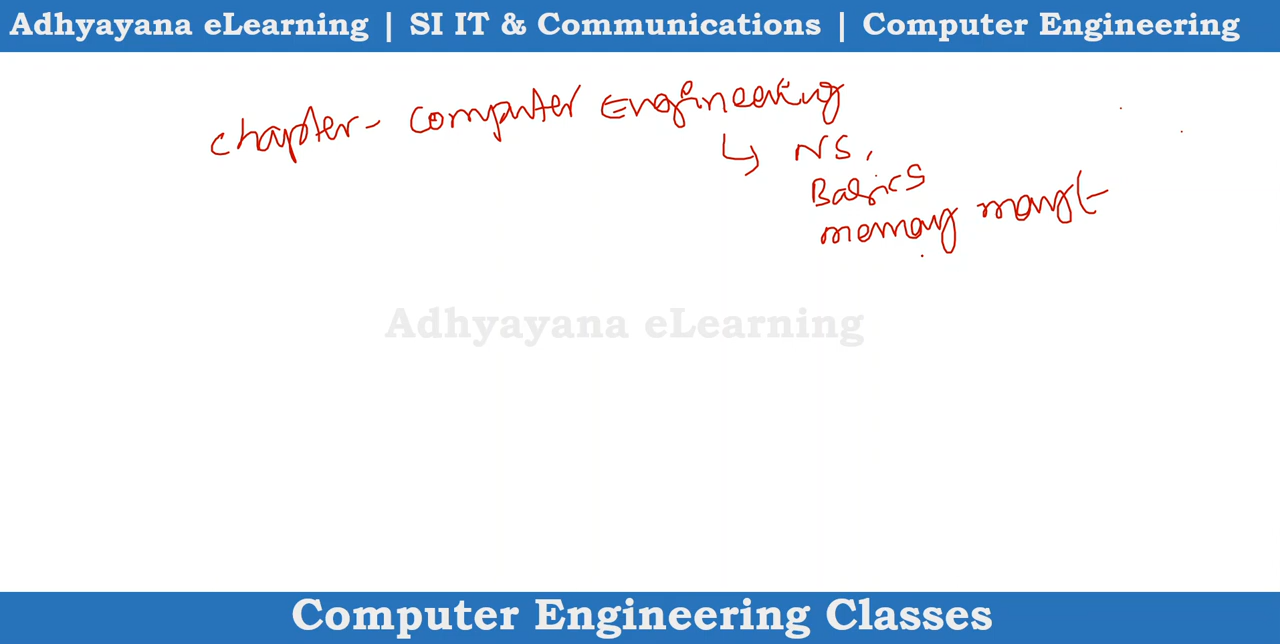 Adhyayana eLearning | SI IT & Communications | Computer Engineering
chapter - computer Engineering
↳ NS,
Basics
memory mangt
Adhyayana eLearning
Computer Engineering Classes